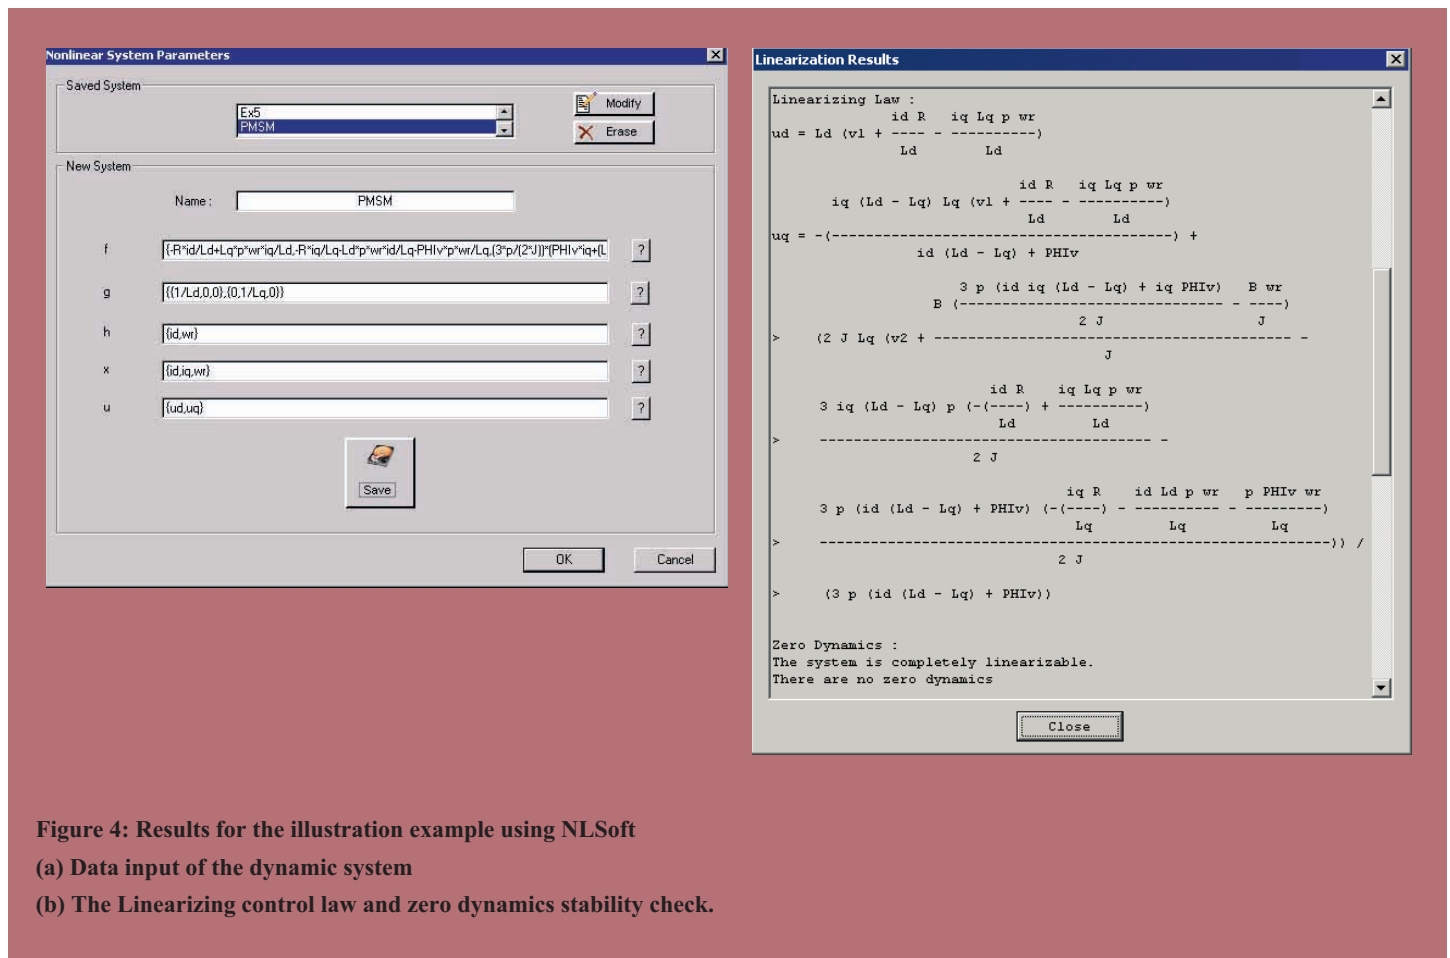 Nonlinear System Parameters
Saved System
Ex5
PMSM
Modify
Erase
New System
Name : PMSM
f {-R*id/Ld+Lq*p*wr*iq/Ld,-R*iq/Lq-Ld*p*wr*id/Lq-PHIv*p*wr/Lq,(3*p/(2*J))*(PHIv*iq+(L ?
g {{1/Ld,0,0},{0,1/Lq,0}} ?
h {id,wr} ?
x {id,iq,wr} ?
u {ud,uq} ?
Save
OK Cancel
Linearization Results
Linearizing Law :
id R iq Lq p wr
ud = Ld (v1 + ---- - ----------)
Ld Ld
id R iq Lq p wr
iq (Ld - Lq) Lq (v1 + ---- - ----------)
Ld Ld
uq = -(----------------------------------------) +
id (Ld - Lq) + PHIv
3 p (id iq (Ld - Lq) + iq PHIv) B wr
B (------------------------------- - ----)
2 J J
> (2 J Lq (v2 + ------------------------------------------ -
J
id R iq Lq p wr
3 iq (Ld - Lq) p (-(----) + ----------)
Ld Ld
> --------------------------------------- -
2 J
iq R id Ld p wr p PHIv wr
3 p (id (Ld - Lq) + PHIv) (-(----) - ---------- - ---------)
Lq Lq Lq
> ------------------------------------------------------------)) /
2 J
> (3 p (id (Ld - Lq) + PHIv))
Zero Dynamics :
The system is completely linearizable.
There are no zero dynamics
Close
Figure 4: Results for the illustration example using NLSoft
(a) Data input of the dynamic system
(b) The Linearizing control law and zero dynamics stability check.